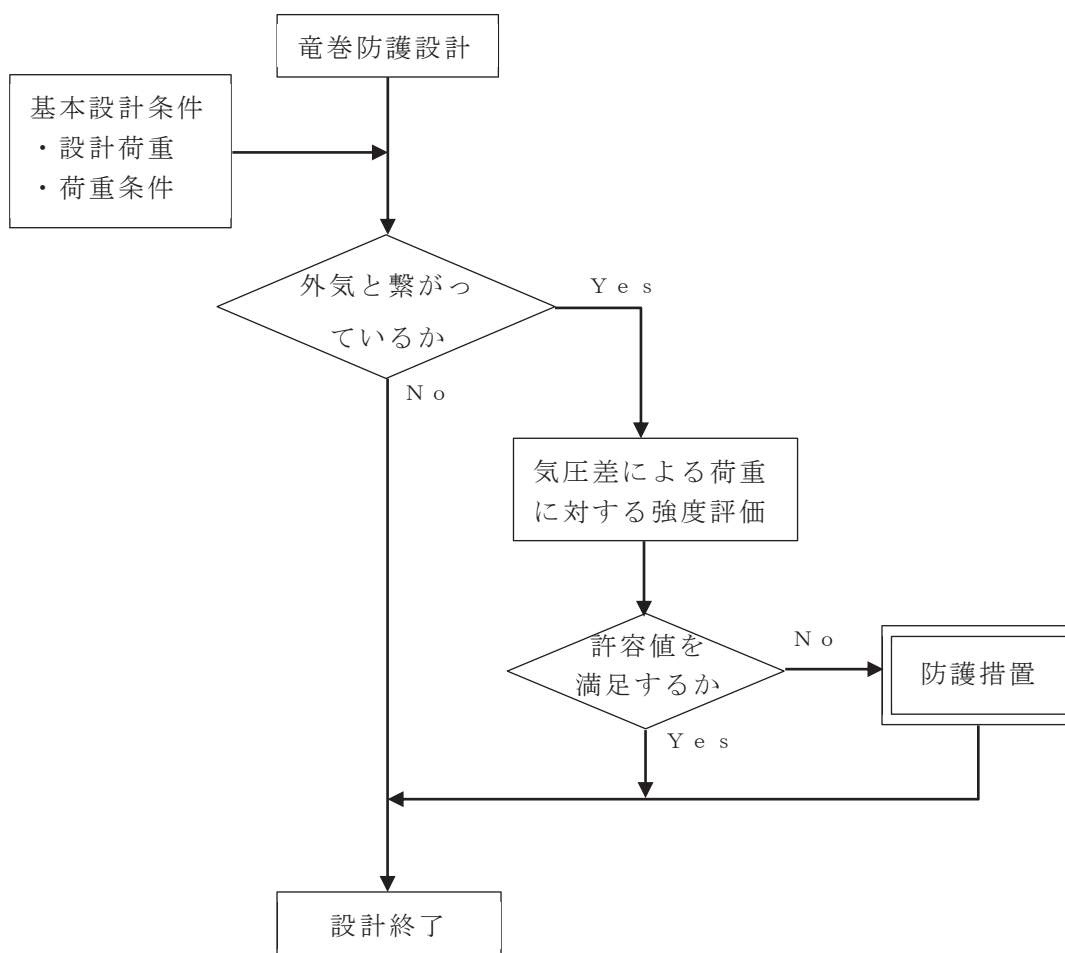 竜巻防護設計
基本設計条件
・設計荷重
・荷重条件
外気と繋がっ
ているか
Yes
No
気圧差による荷重
に対する強度評価
許容値を
満足するか
No
防護措置
Yes
設計終了